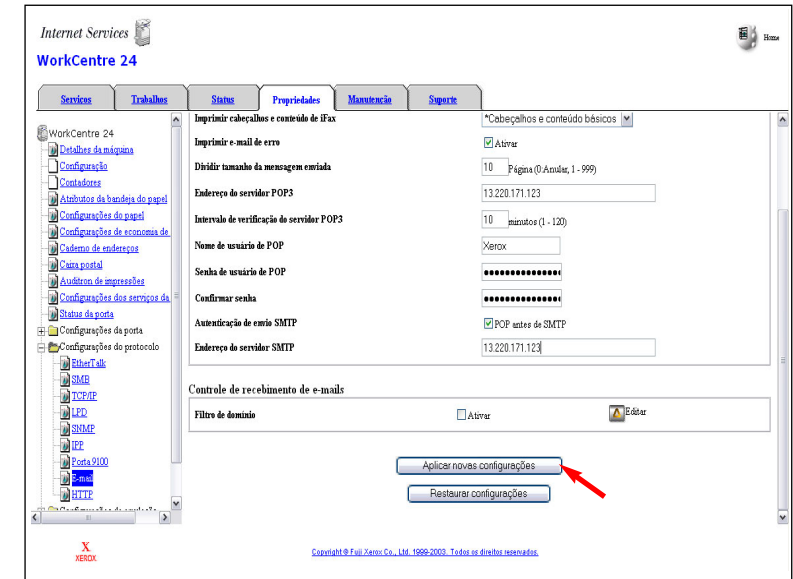 Internet Services
Home
WorkCentre 24
Serviços Trabalhos Status Propriedades Manutenção Suporte
WorkCentre 24
Detalhes da máquina
Configuração
Contadores
Atributos da bandeja do papel
Configurações do papel
Configurações de economia de
Caderno de endereços
Caixa postal
Auditron de impressões
Configurações dos serviços da
Status da porta
Configurações da porta
Configurações do protocolo
EtherTalk
SMB
TCP/IP
LPD
SNMP
IPP
Porta 9100
E-mail
HTTP
Imprimir cabeçalhos e conteúdo de iFax *Cabeçalhos e conteúdo básicos
Imprimir e-mail de erro Ativar
Dividir tamanho da mensagem enviada 10 Página (0:Anular, 1 - 999)
Endereço do servidor POP3 13.220.171.123
Intervalo de verificação do servidor POP3 10 minutos (1 - 120)
Nome de usuário de POP Xerox
Senha de usuário de POP
Confirmar senha
Autenticação de envio SMTP POP antes de SMTP
Endereço do servidor SMTP 13.220.171.123
Controle de recebimento de e-mails
Filtro de domínio Ativar Editar
Aplicar novas configurações
Restaurar configurações
X
XEROX
Copyright © Fuji Xerox Co., Ltd. 1999-2003. Todos os direitos reservados.